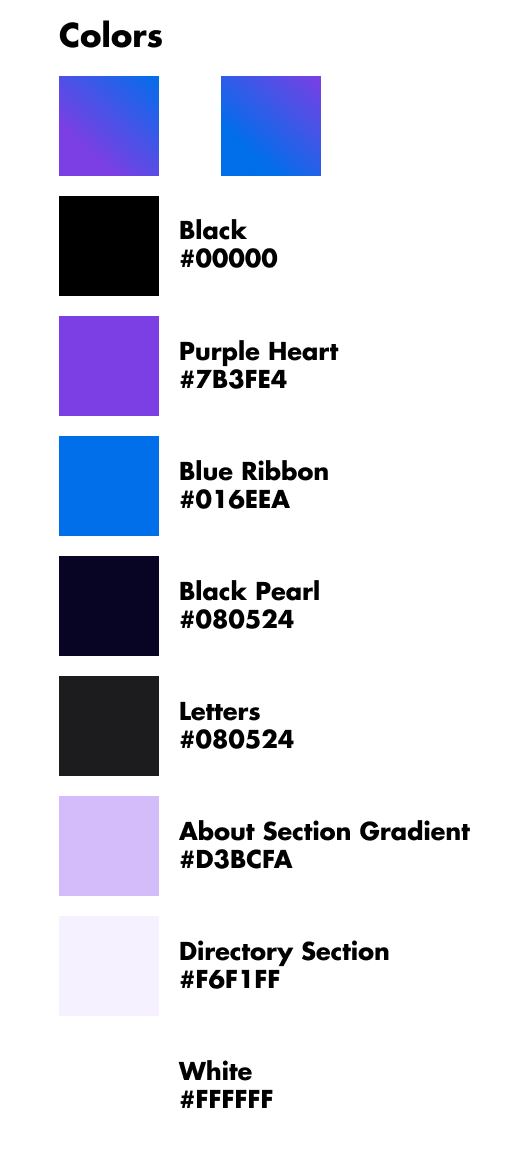 Colors
Black
#00000
Purple Heart
#7B3FE4
Blue Ribbon
#016EEA
Black Pearl
#080524
Letters
#080524
About Section Gradient
#D3BCFA
Directory Section
#F6F1FF
White
#FFFFFF